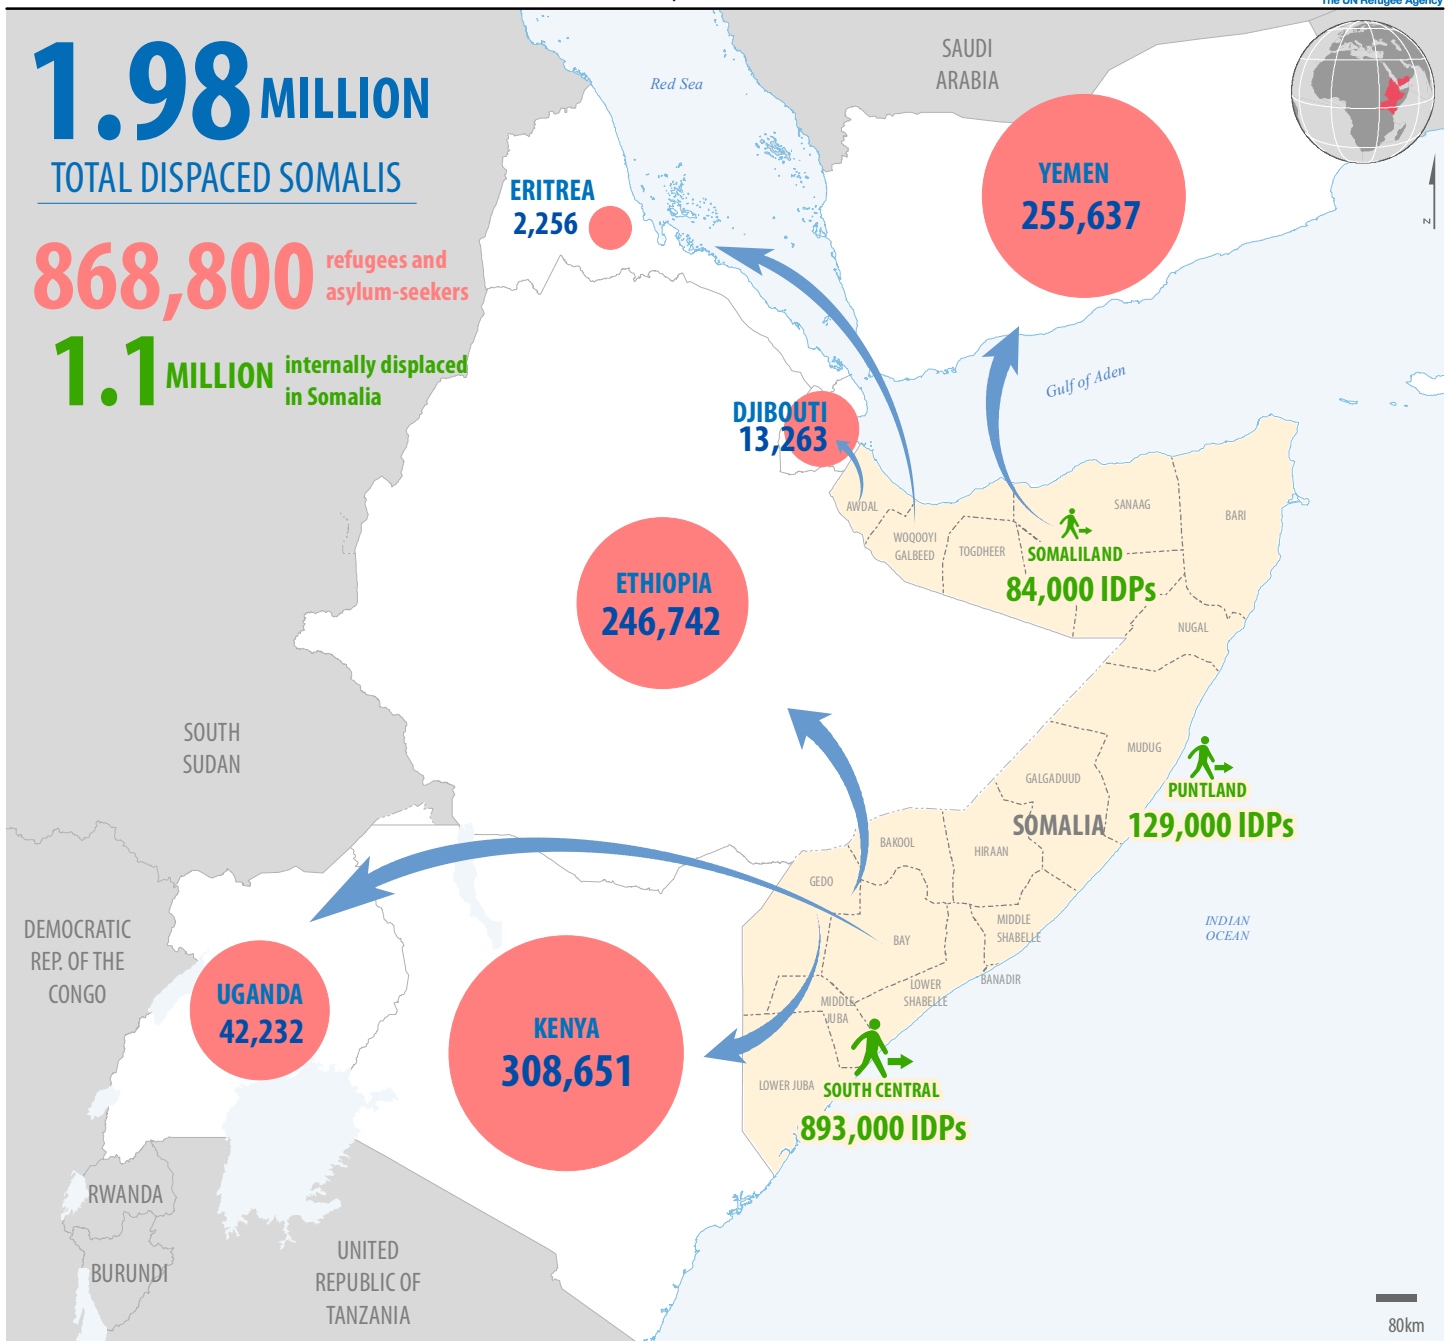 The UN Refugee Agency
1.98 MILLION
TOTAL DISPACED SOMALIS
868,800 refugees and
asylum-seekers
1.1 MILLION internally displaced
in Somalia
SAUDI
ARABIA
Red Sea
N
ERITREA
2,256
YEMEN
255,637
Gulf of Aden
DJIBOUTI
13,263
AWDAL
WOQOOYI
GALBEED
TOGDHEER
SANAAG
BARI
SOMALILAND
84,000 IDPs
NUGAL
ETHIOPIA
246,742
SOUTH
SUDAN
MUDUG
GALGADUUD
PUNTLAND
129,000 IDPs
SOMALIA
BAKOOL
HIRAAN
GEDO
BAY
MIDDLE
SHABELLE
INDIAN
OCEAN
BANADIR
LOWER
SHABELLE
MIDDLE
JUBA
DEMOCRATIC
REP. OF THE
CONGO
UGANDA
42,232
KENYA
308,651
LOWER JUBA
SOUTH CENTRAL
893,000 IDPs
RWANDA
BURUNDI
UNITED
REPUBLIC OF
TANZANIA
80km